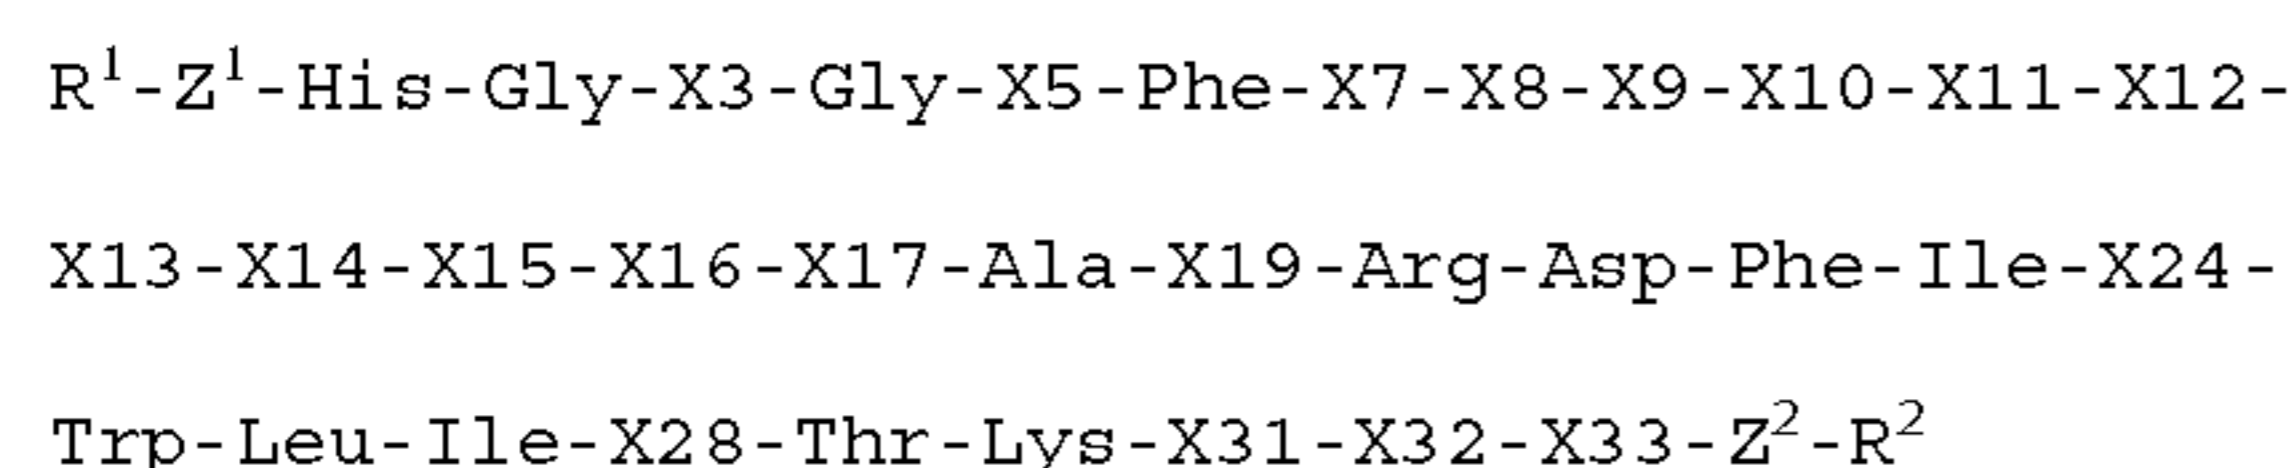 R¹-Z¹-His-Gly-X3-Gly-X5-Phe-X7-X8-X9-X10-X11-X12-
X13-X14-X15-X16-X17-Ala-X19-Arg-Asp-Phe-Ile-X24-
Trp-Leu-Ile-X28-Thr-Lys-X31-X32-X33-Z²-R²